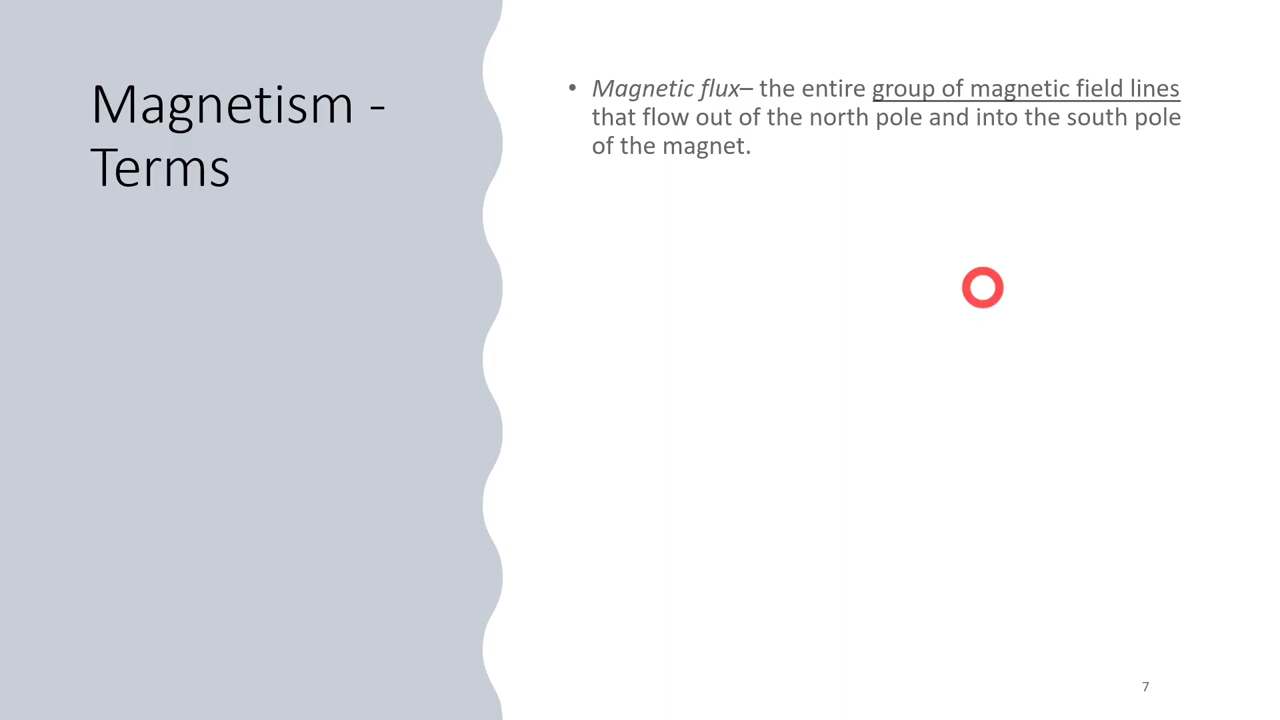 Magnetism -
Terms
• Magnetic flux– the entire group of magnetic field lines
that flow out of the north pole and into the south pole
of the magnet.
7